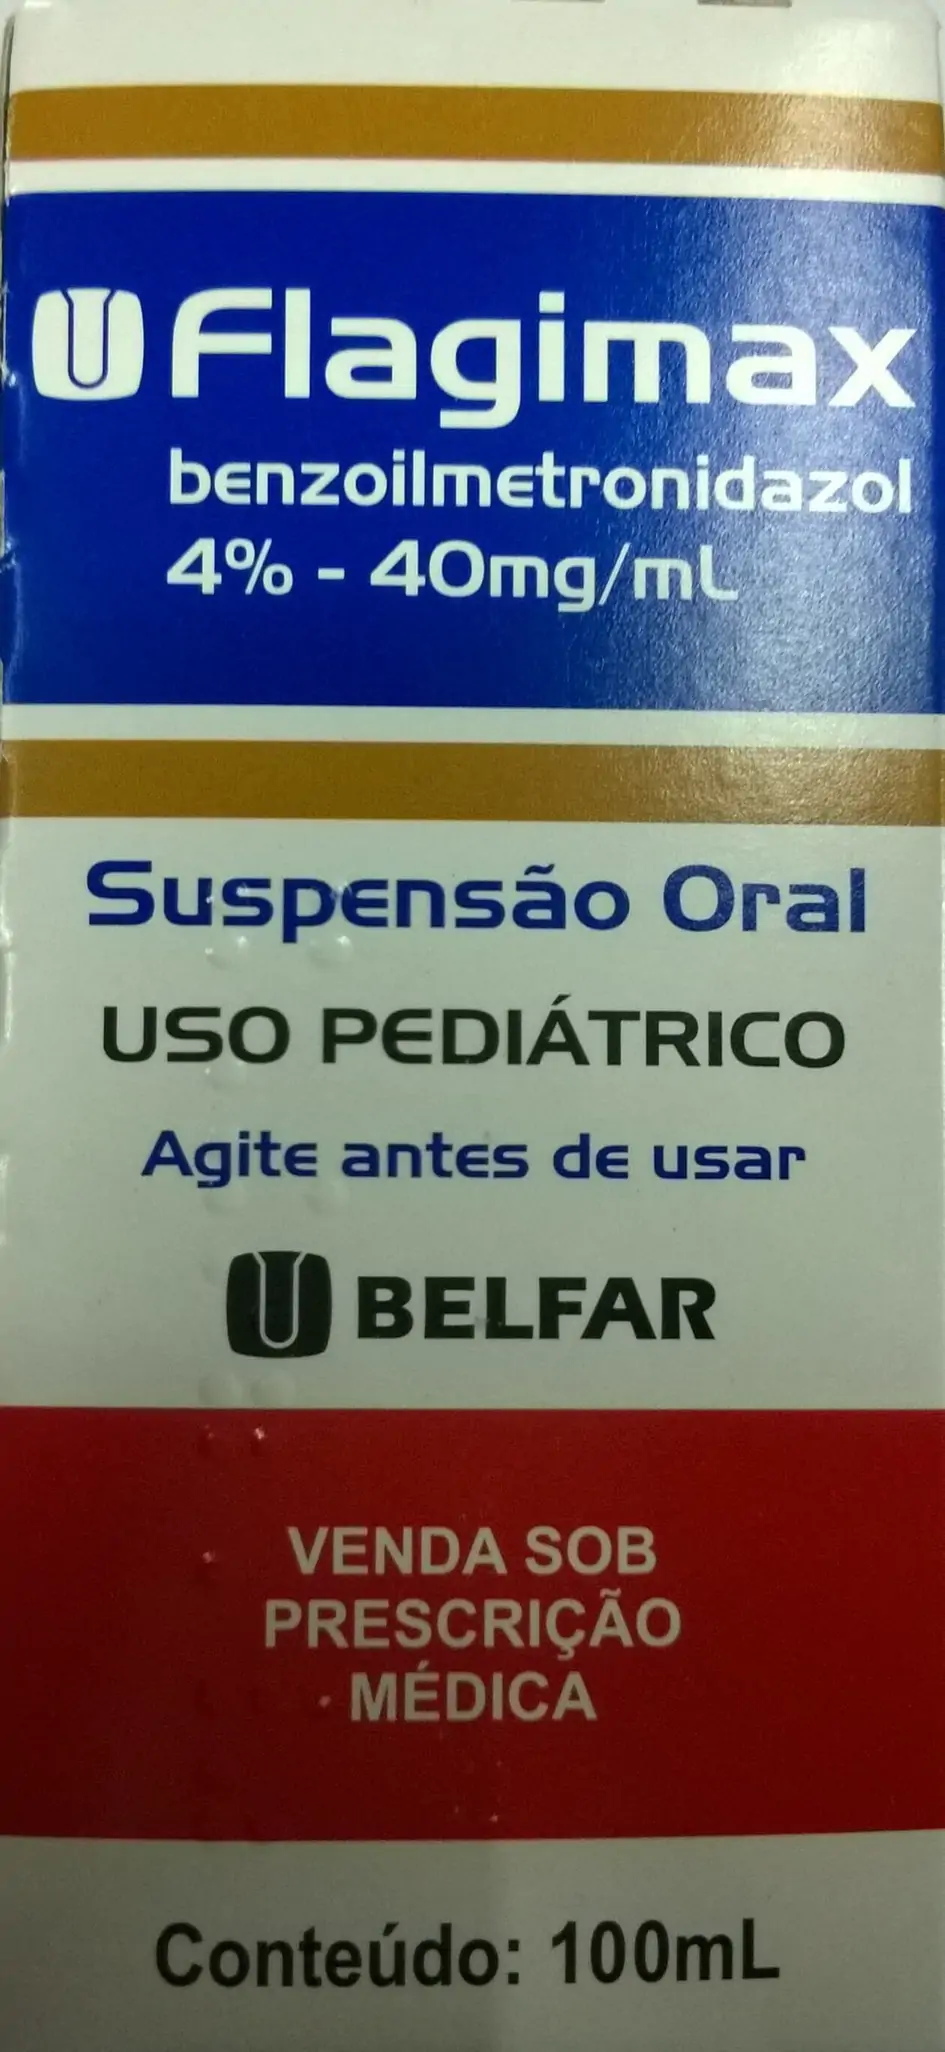 Flagimax
benzoilmetronidazol
4% - 40mg/mL
Suspensão Oral
USO PEDIÁTRICO
Agite antes de usar
BELFAR
VENDA SOB
PRESCRIÇÃO
MÉDICA
Conteúdo: 100mL